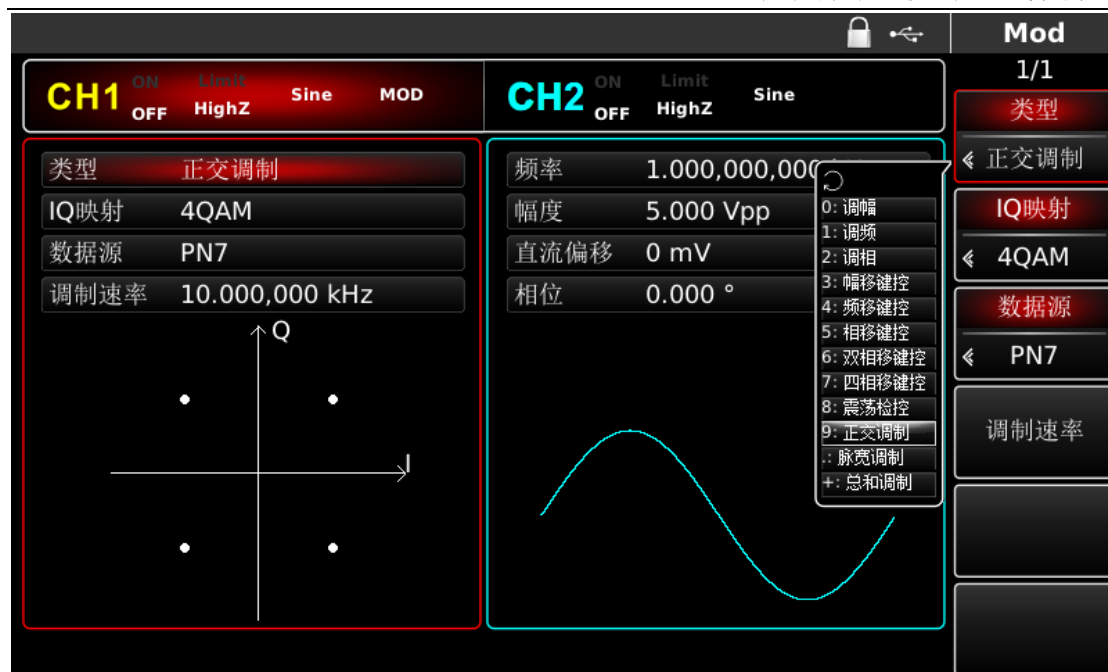 Mod
1/1
CH1 ON OFF Limit HighZ Sine MOD
CH2 ON OFF Limit HighZ Sine
类型 正交调制
IQ映射 4QAM
数据源 PN7
调制速率 10.000,000 kHz
Q
I
频率 1.000,000,000
幅度 5.000 Vpp
直流偏移 0 mV
相位 0.000 °
0: 调幅
1: 调频
2: 调相
3: 幅移键控
4: 频移键控
5: 相移键控
6: 双相移键控
7: 四相移键控
8: 震荡检控
9: 正交调制
.: 脉宽调制
+: 总和调制
类型
正交调制
IQ映射
4QAM
数据源
PN7
调制速率